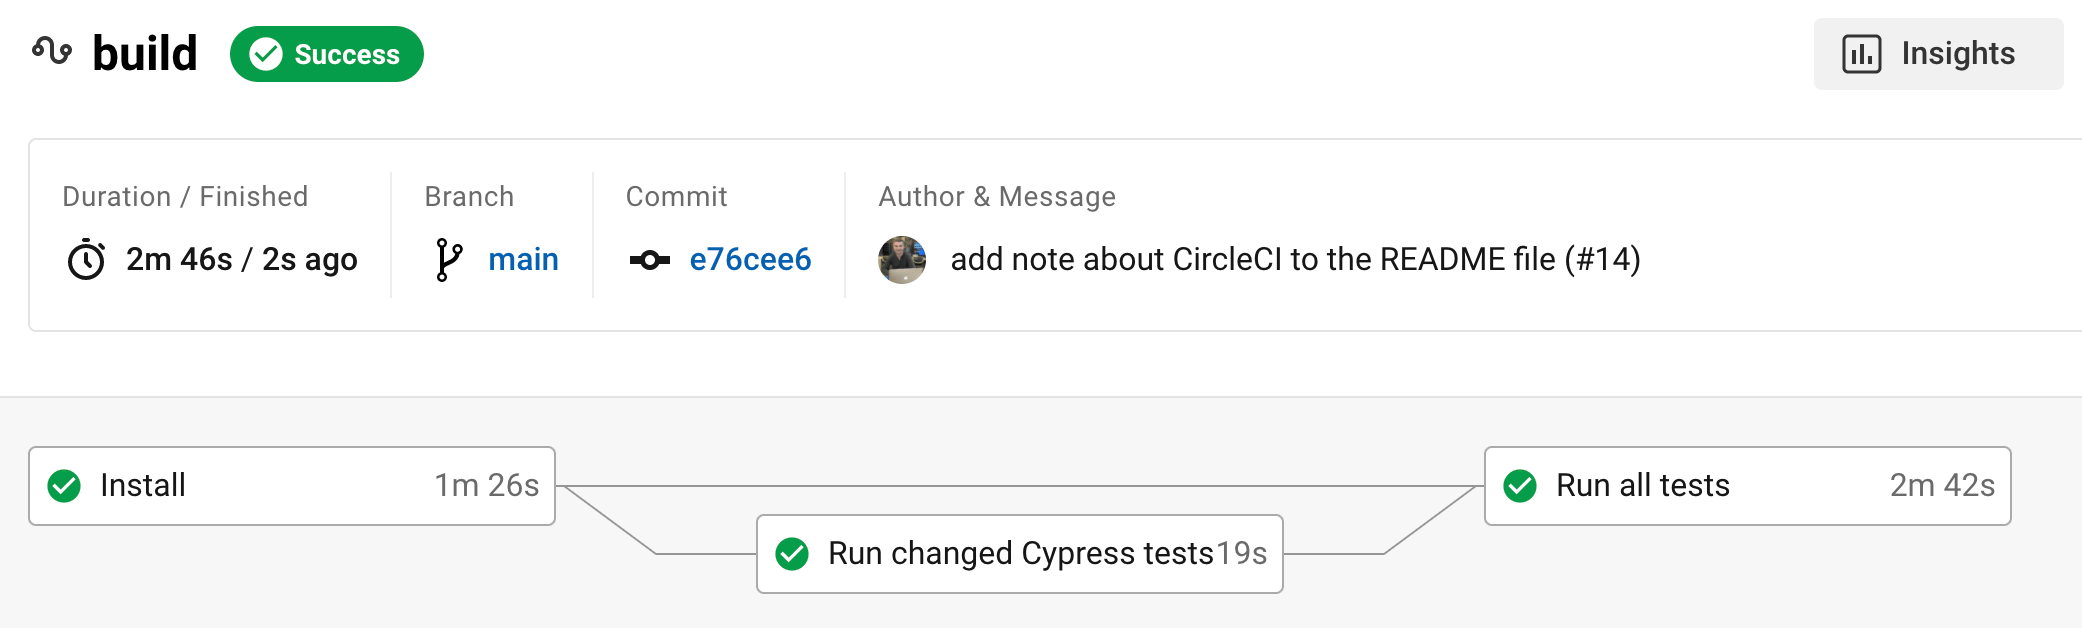 build
Success
Insights
Duration / Finished
Branch
Commit
Author & Message
2m 46s / 2s ago
main
e76cee6
add note about CircleCI to the README file (#14)
Install 1m 26s
Run all tests 2m 42s
Run changed Cypress tests 19s